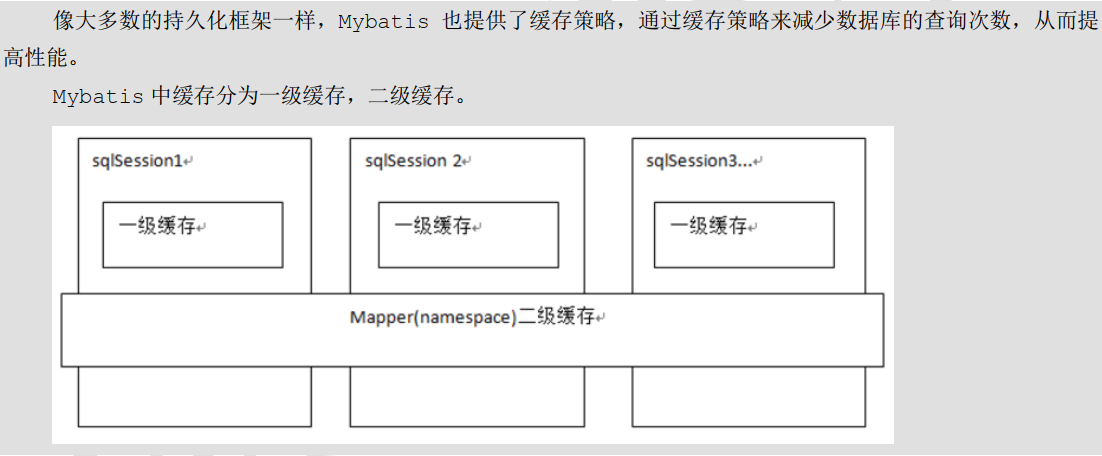 像大多数的持久化框架一样，Mybatis 也提供了缓存策略，通过缓存策略来减少数据库的查询次数，从而提
高性能。
Mybatis 中缓存分为一级缓存，二级缓存。
sqlSession1↵
sqlSession 2↵
sqlSession3...↵
一级缓存↵
一级缓存↵
一级缓存↵
Mapper(namespace)二级缓存↵